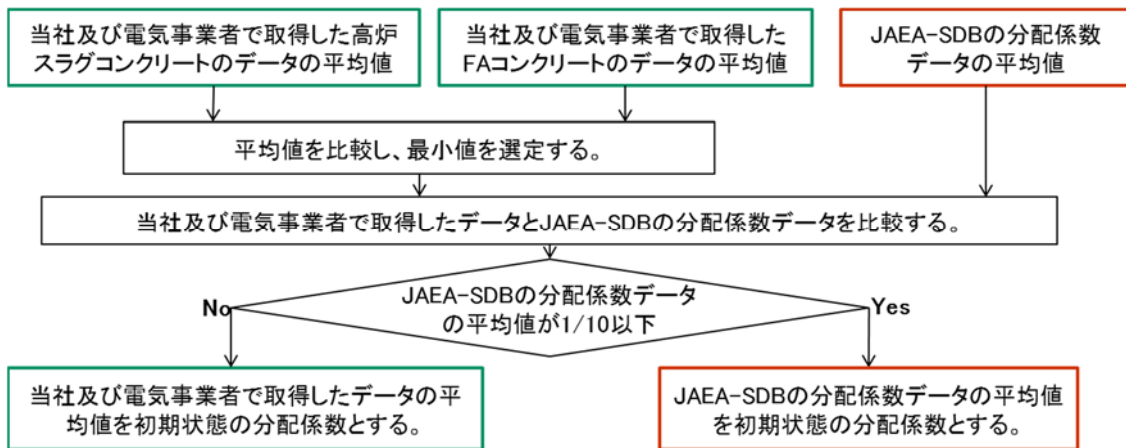 当社及び電気事業者で取得した高炉
スラグコンクリートのデータの平均値
当社及び電気事業者で取得した
FAコンクリートのデータの平均値
JAEA-SDBの分配係数
データの平均値
平均値を比較し、最小値を選定する。
当社及び電気事業者で取得したデータとJAEA-SDBの分配係数データを比較する。
JAEA-SDBの分配係数データ
の平均値が1/10以下
No
Yes
当社及び電気事業者で取得したデータの平
均値を初期状態の分配係数とする。
JAEA-SDBの分配係数データの平均値
を初期状態の分配係数とする。